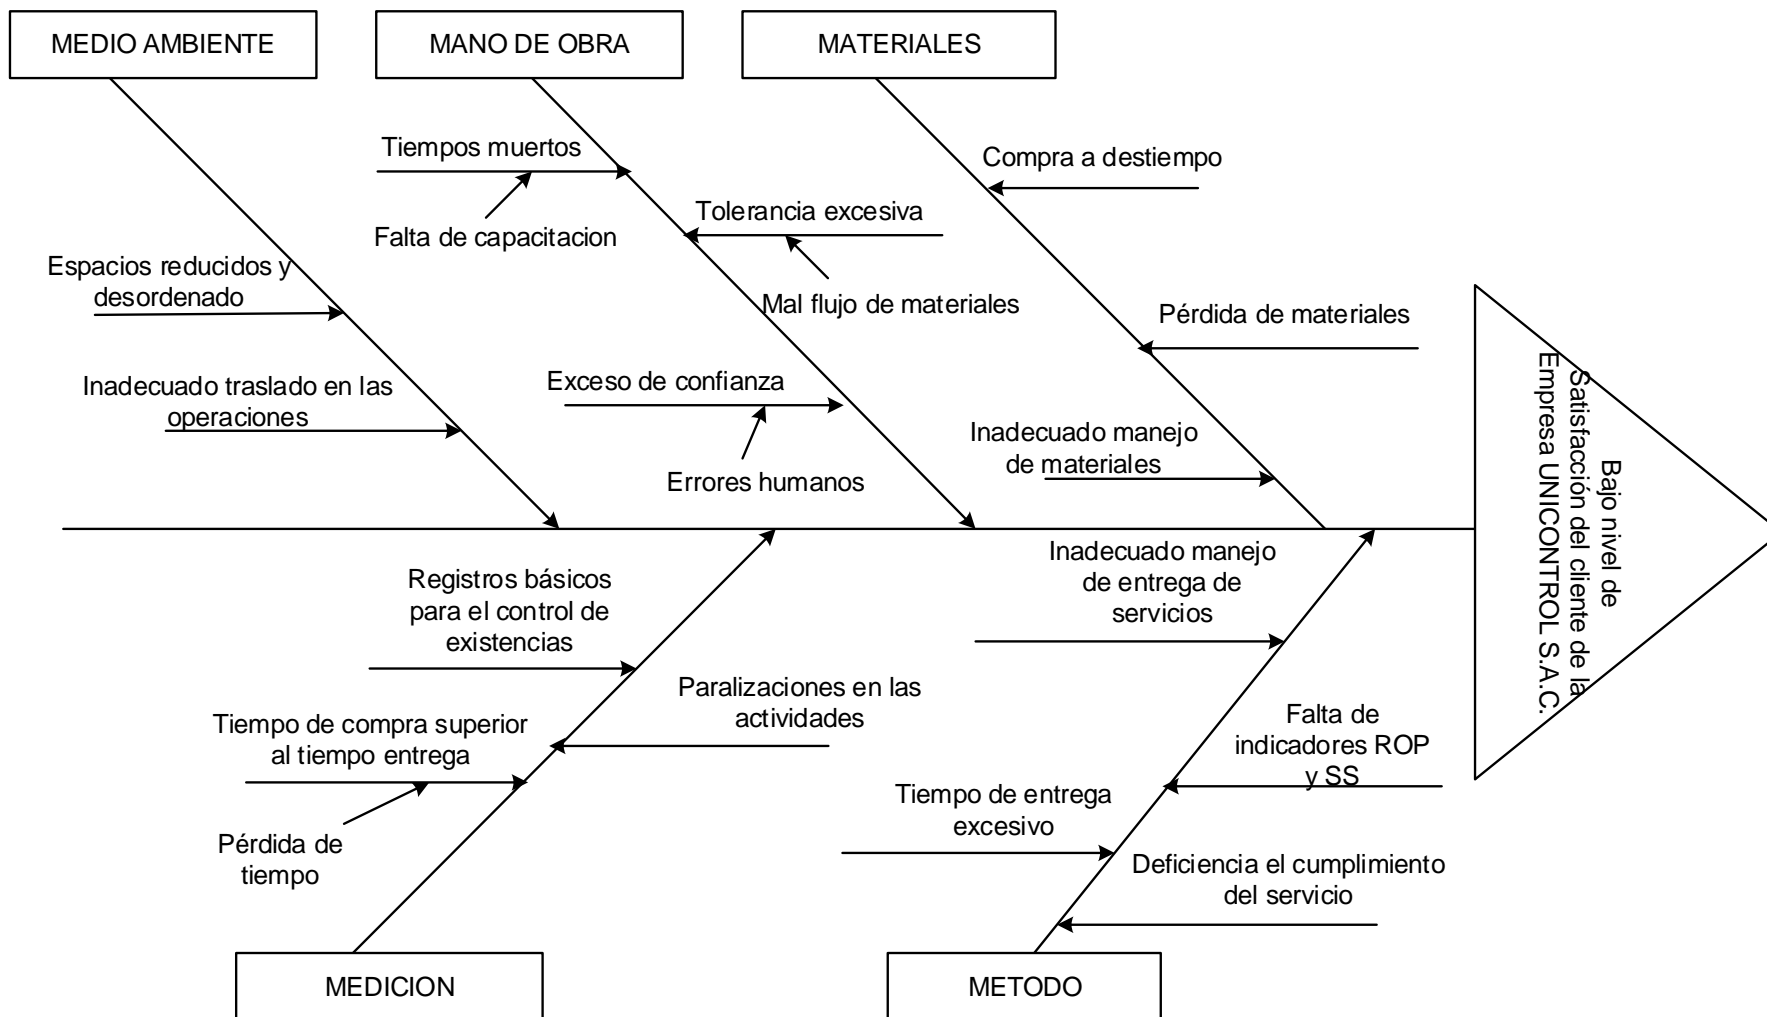 MEDIO AMBIENTE
MANO DE OBRA
MATERIALES
Tiempos muertos
Falta de capacitacion
Compra a destiempo
Tolerancia excesiva
Mal flujo de materiales
Espacios reducidos y
desordenado
Pérdida de materiales
Inadecuado traslado en las
operaciones
Exceso de confianza
Errores humanos
Inadecuado manejo
de materiales
Bajo nivel de
Satisfacción del cliente de la
Empresa UNICONTROL S.A.C.
Registros básicos
para el control de
existencias
Inadecuado manejo
de entrega de
servicios
Paralizaciones en las
actividades
Tiempo de compra superior
al tiempo entrega
Pérdida de
tiempo
Falta de
indicadores ROP
y SS
Tiempo de entrega
excesivo
Deficiencia el cumplimiento
del servicio
MEDICION
METODO